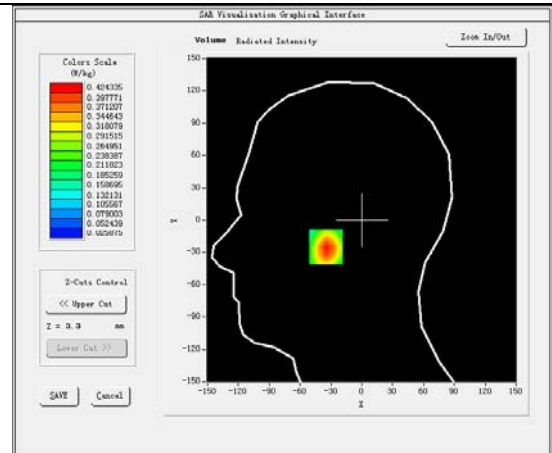 SAR Visualisation Graphical Interface
Volume Radiated Intensity
Zoom In/Out
Colors Scale
(W/kg)
0.424335
0.397771
0.371207
0.344643
0.318079
0.291515
0.264951
0.238387
0.211823
0.185259
0.158695
0.132131
0.105567
0.079003
0.052439
0.025875
Z-Cuts Control
<< Upper Cut
Z = 3.3 mm
Lower Cut >>
SAVE Cancel
150
120
90
60
30
0
-30
-60
-90
-120
-150
Y
-150 -120 -90 -60 -30 0 30 60 90 120 150
X